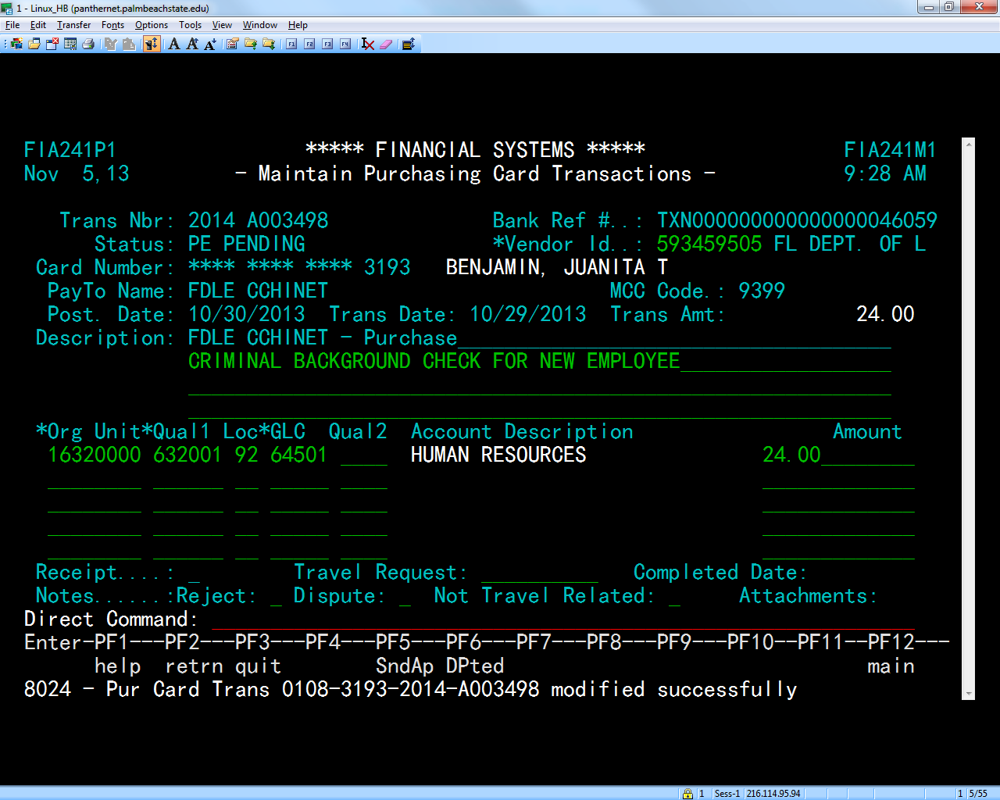 1 - Linux_HB (panthernet.palmbeachstate.edu)
File Edit Transfer Fonts Options Tools View Window Help
FIA241P1 ***** FINANCIAL SYSTEMS ***** FIA241M1
Nov 5,13 - Maintain Purchasing Card Transactions - 9:28 AM
Trans Nbr: 2014 A003498 Bank Ref #..: TXN000000000000000046059
Status: PE PENDING *Vendor Id..: 593459505 FL DEPT. OF L
Card Number: **** **** **** 3193 BENJAMIN, JUANITA T
PayTo Name: FDLE CCHINET MCC Code.: 9399
Post. Date: 10/30/2013 Trans Date: 10/29/2013 Trans Amt: 24.00
Description: FDLE CCHINET - Purchase
CRIMINAL BACKGROUND CHECK FOR NEW EMPLOYEE
*Org Unit*Qual1 Loc*GLC Qual2 Account Description Amount
16320000 632001 92 64501 ____ HUMAN RESOURCES 24.00
Receipt....: _ Travel Request: __________ Completed Date:
Notes......:Reject: _ Dispute: _ Not Travel Related: _ Attachments:
Direct Command:
Enter-PF1---PF2---PF3---PF4---PF5---PF6---PF7---PF8---PF9---PF10--PF11--PF12---
help retrn quit SndAp DPted main
8024 - Pur Card Trans 0108-3193-2014-A003498 modified successfully
1 Sess-1 216.114.95.94 1 5/55